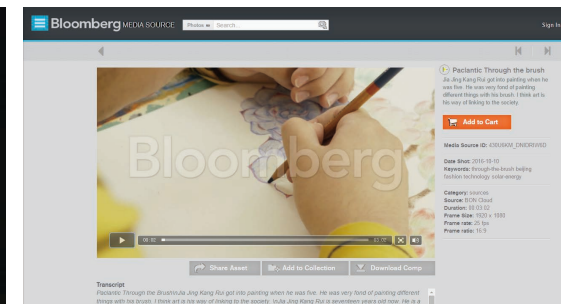 Bloomberg MEDIA SOURCE Photos Search... Sign In
Paciantic Through the brush
Jia Jing Kang Rui got into painting when he
was five. He was very fond of painting
different things with his brush. I think art is
his way of linking to the society.
Bloomberg
Add to Cart
Media Source ID:
Date Shot: 2016-10-10
Keywords: through-the-brush beijing
fashion technology solar-energy
Category: sources
Source: BON Cloud
Duration: 00:03:02
Frame Size: 1920 x 1080
Frame rate: 25 fps
Frame ratio: 16:9
Share Asset Add to Collection Download Comp
Transcript
Paciantic Through the Brush\n\nJia Jing Kang Rui got into painting when he was five. He was very fond of painting different
things with his brush. I think art is his way of linking to the society. \n\nJia Jing Kang Rui is seventeen years old now. He is a